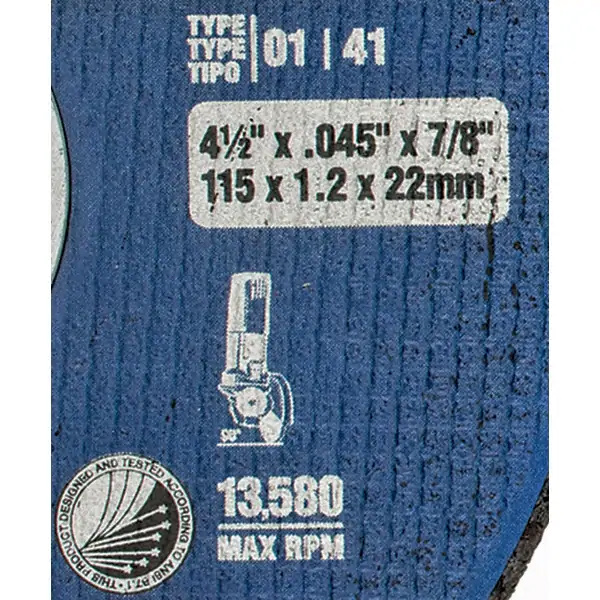 TYPE
TYPE
TIPO
01 | 41
4½" x .045" x 7/8"
115 x 1.2 x 22mm
90°
13,580
MAX RPM
THIS PRODUCT DESIGNED AND TESTED ACCORDING TO ANSI B7.1 •